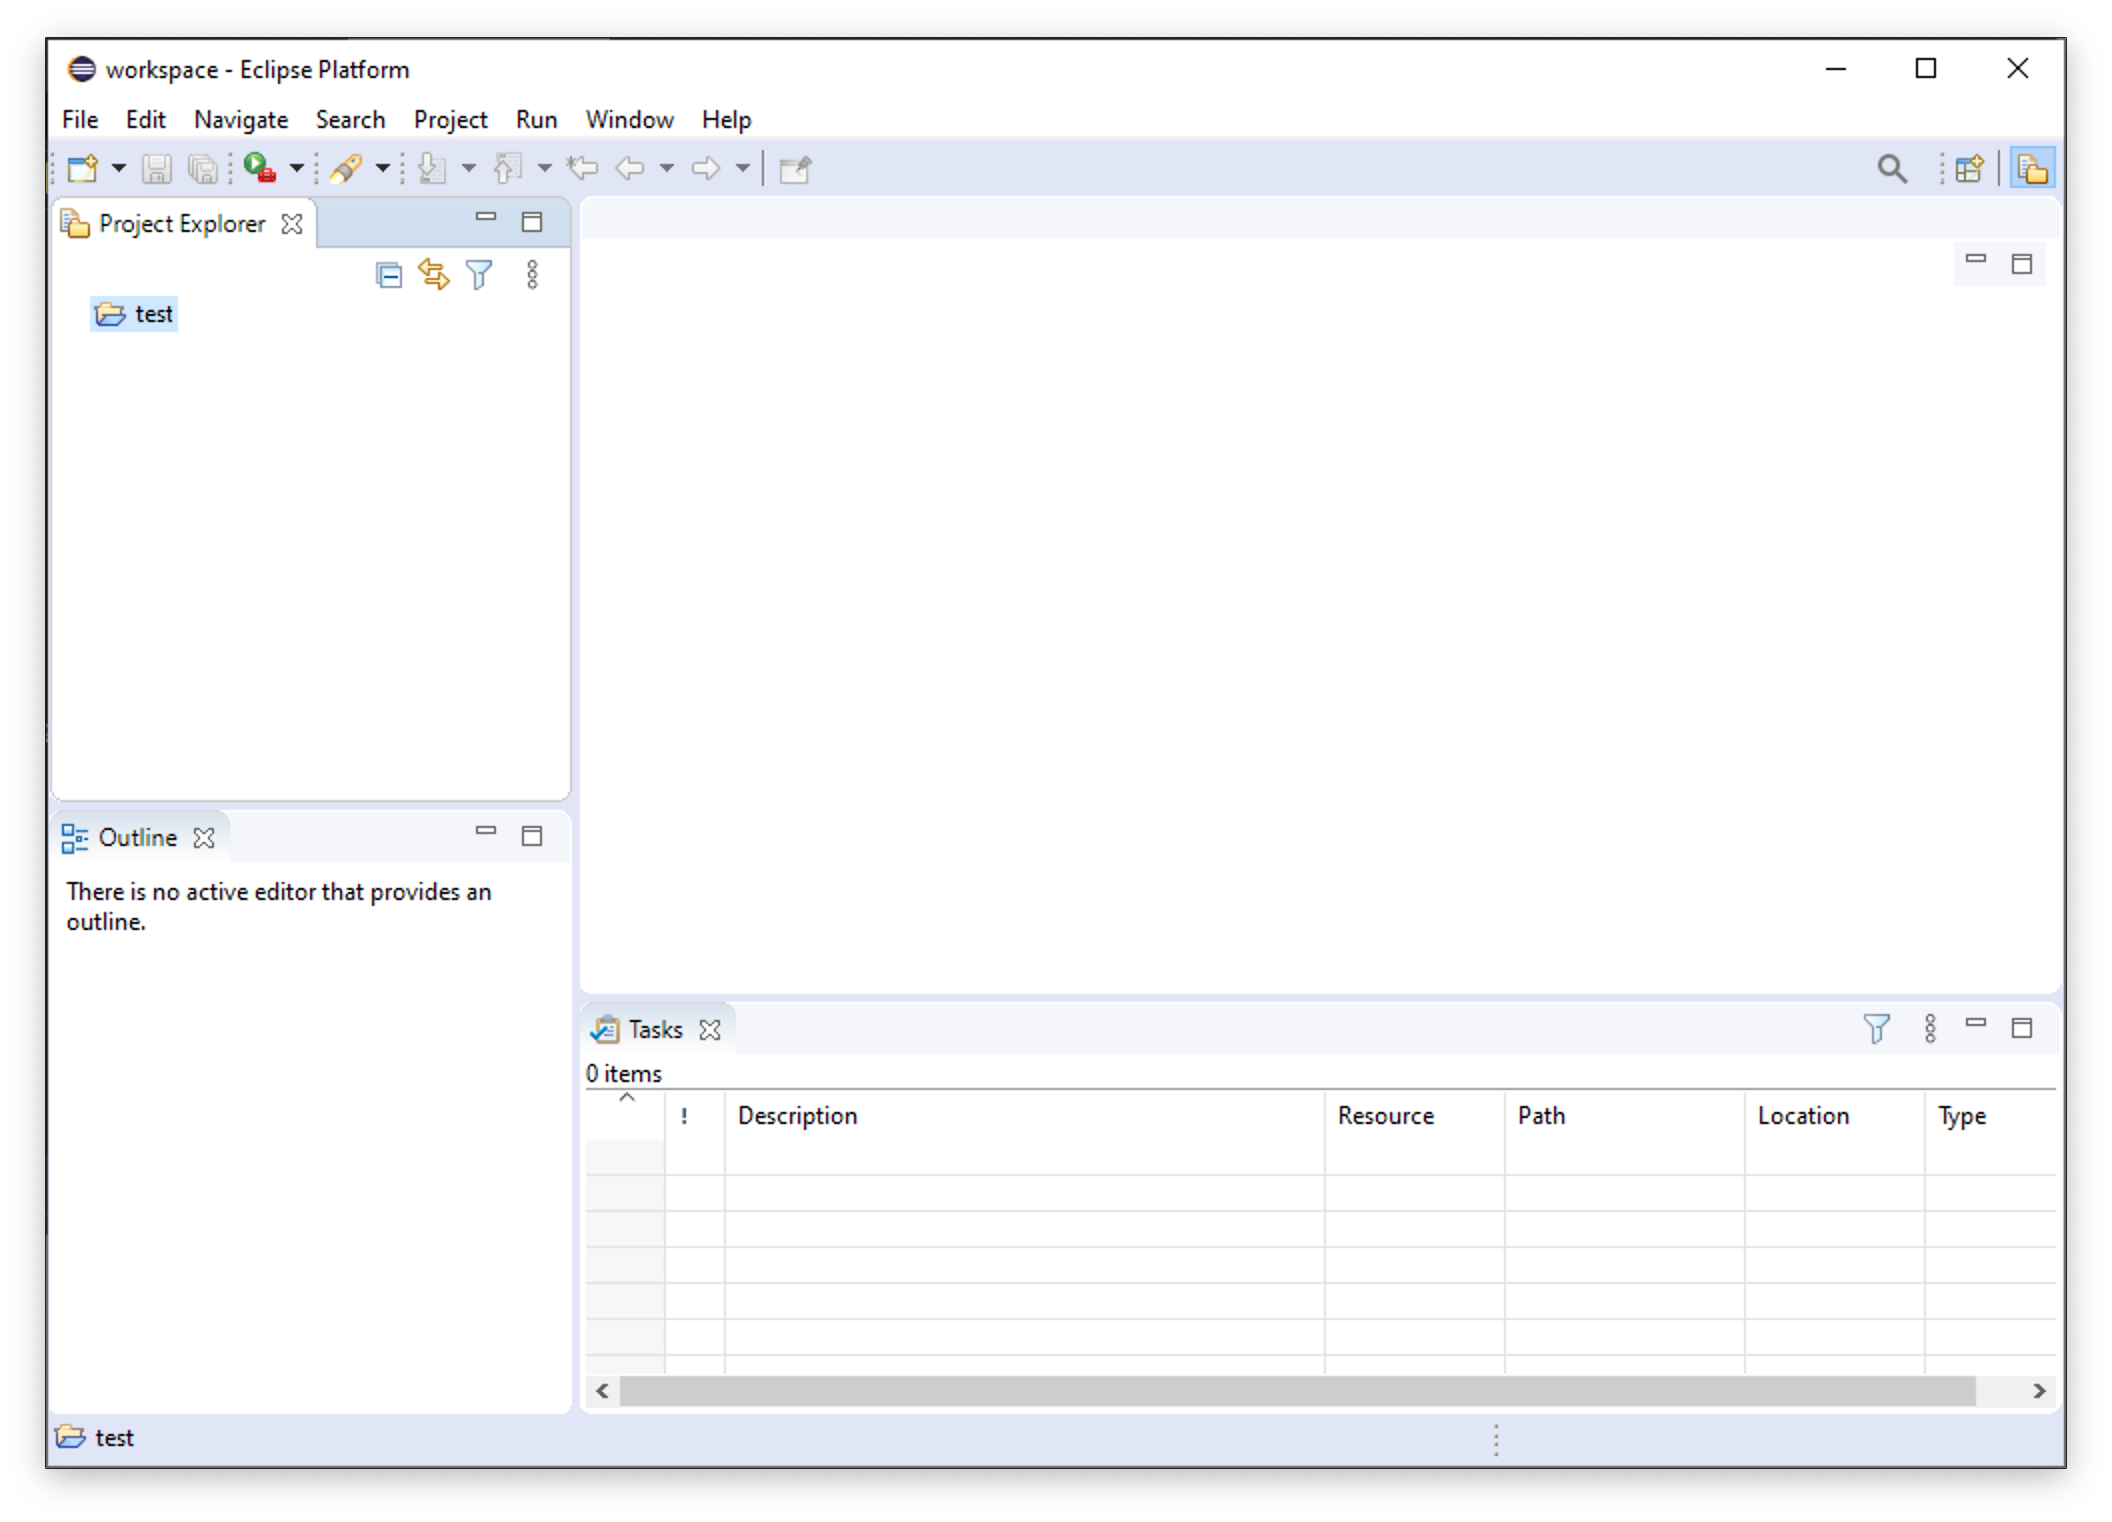 workspace - Eclipse Platform
File Edit Navigate Search Project Run Window Help
Project Explorer
test
Outline
There is no active editor that provides an
outline.
Tasks
0 items
! Description Resource Path Location Type
test